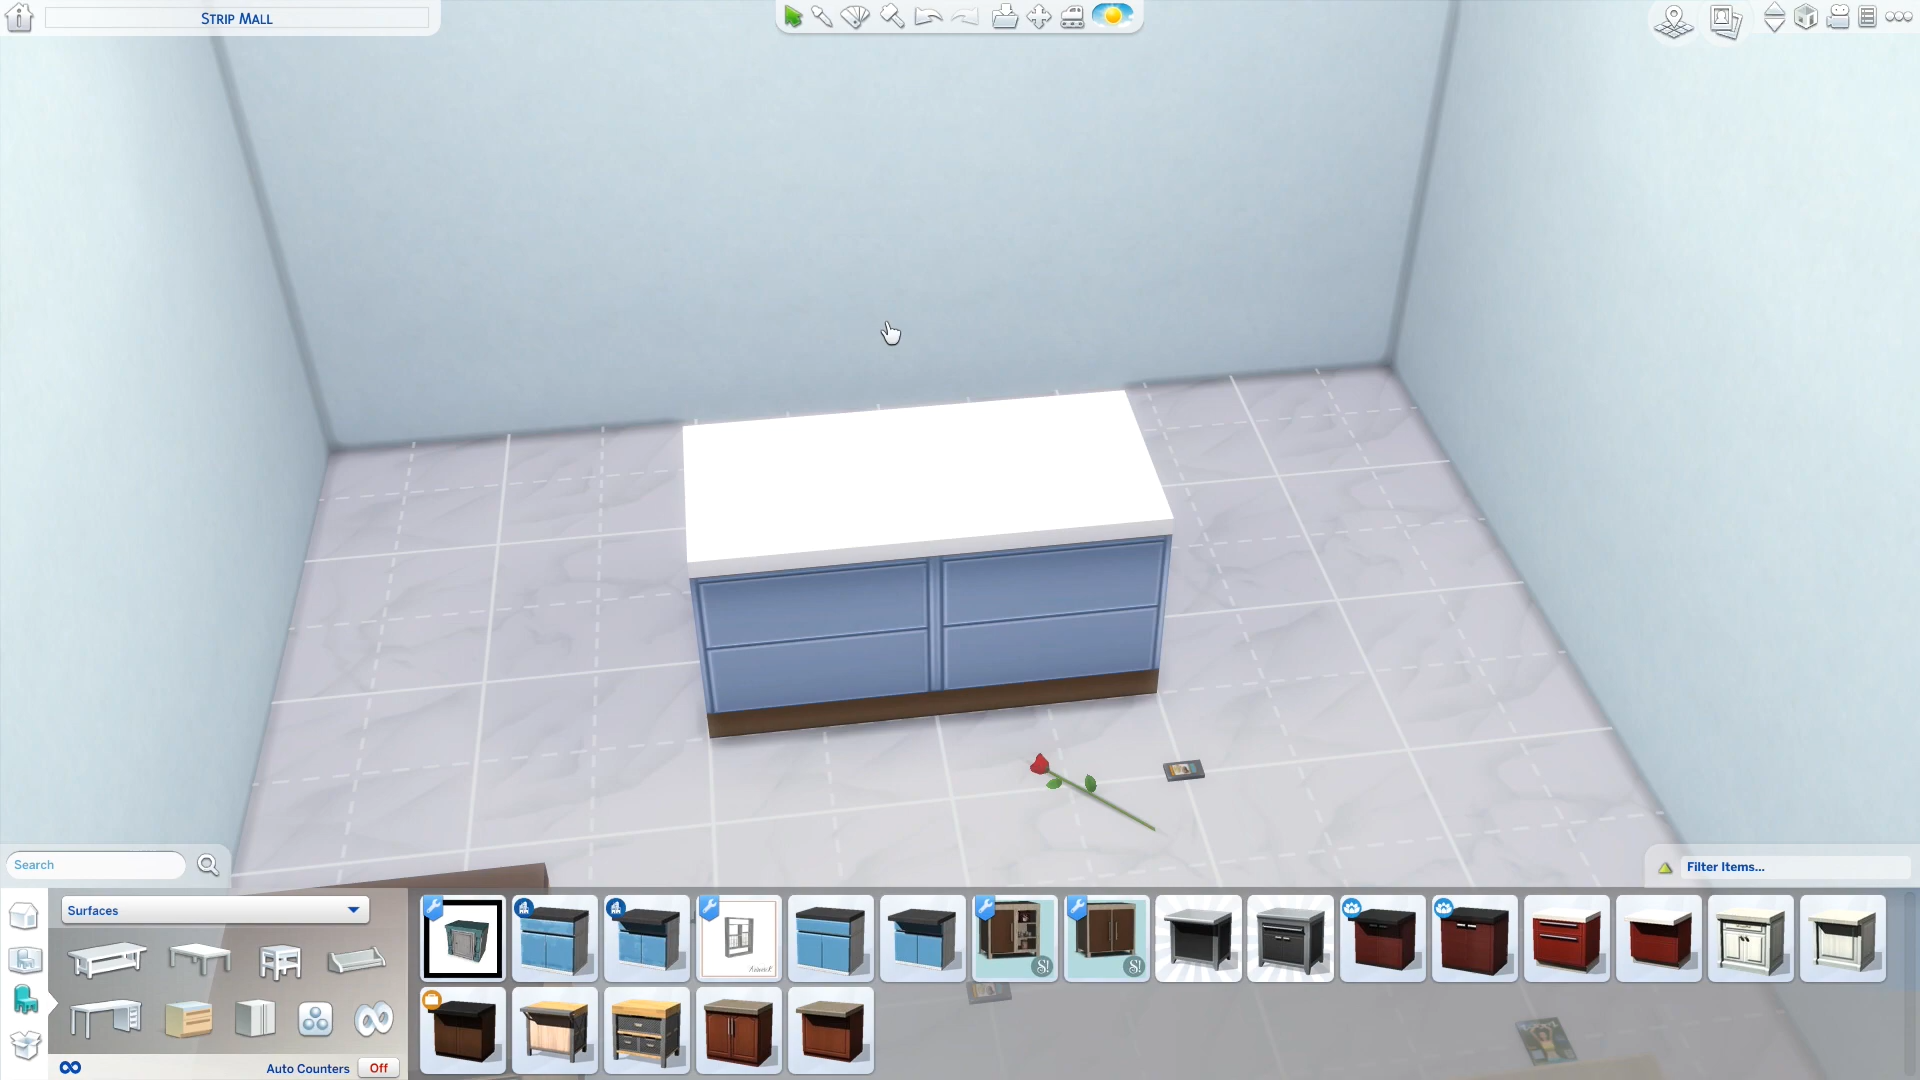 STRIP MALL
Search
Filter Items...
Surfaces
S!
S!
Auto Counters Off